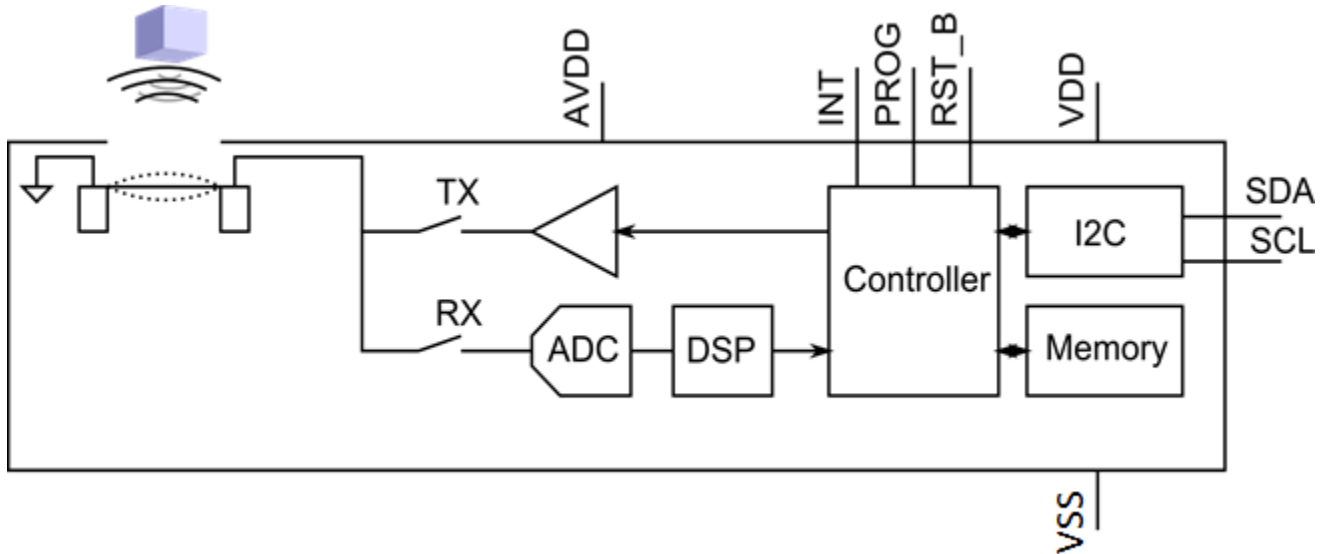 AVDD
INT
PROG
RST_B
VDD
TX
SDA
I2C
SCL
Controller
RX
ADC
DSP
Memory
VSS